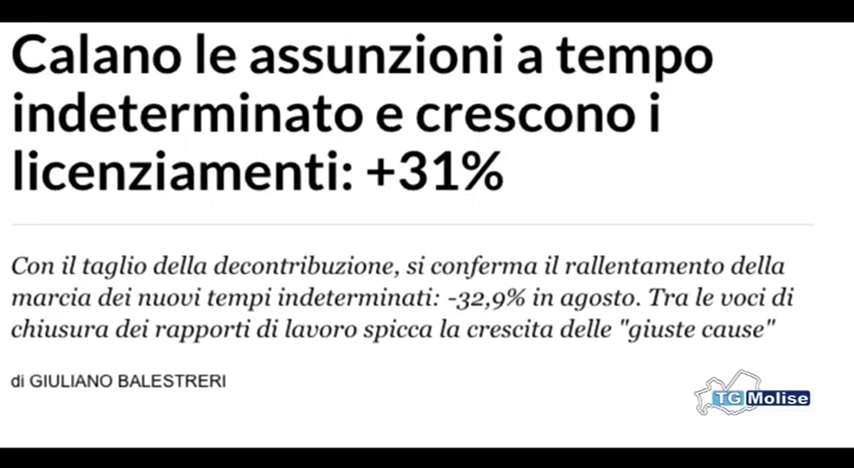 Calano le assunzioni a tempo
indeterminato e crescono i
licenziamenti: +31%
Con il taglio della decontribuzione, si conferma il rallentamento della
marcia dei nuovi tempi indeterminati: -32,9% in agosto. Tra le voci di
chiusura dei rapporti di lavoro spicca la crescita delle "giuste cause"
di GIULIANO BALESTRERI
TG Molise